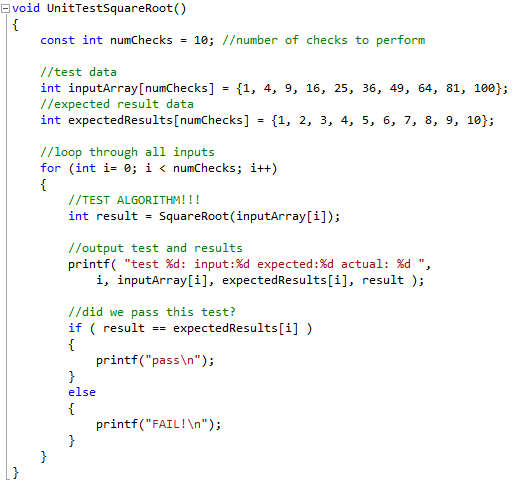 void UnitTestSquareRoot()
{
    const int numChecks = 10; //number of checks to perform

    //test data
    int inputArray[numChecks] = {1, 4, 9, 16, 25, 36, 49, 64, 81, 100};
    //expected result data
    int expectedResults[numChecks] = {1, 2, 3, 4, 5, 6, 7, 8, 9, 10};

    //loop through all inputs
    for (int i= 0; i < numChecks; i++)
    {
        //TEST ALGORITHM!!!
        int result = SquareRoot(inputArray[i]);

        //output test and results
        printf( "test %d: input:%d expected:%d actual: %d ",
            i, inputArray[i], expectedResults[i], result );

        //did we pass this test?
        if ( result == expectedResults[i] )
        {
            printf("pass\n");
        }
        else
        {
            printf("FAIL!\n");
        }
    }
}